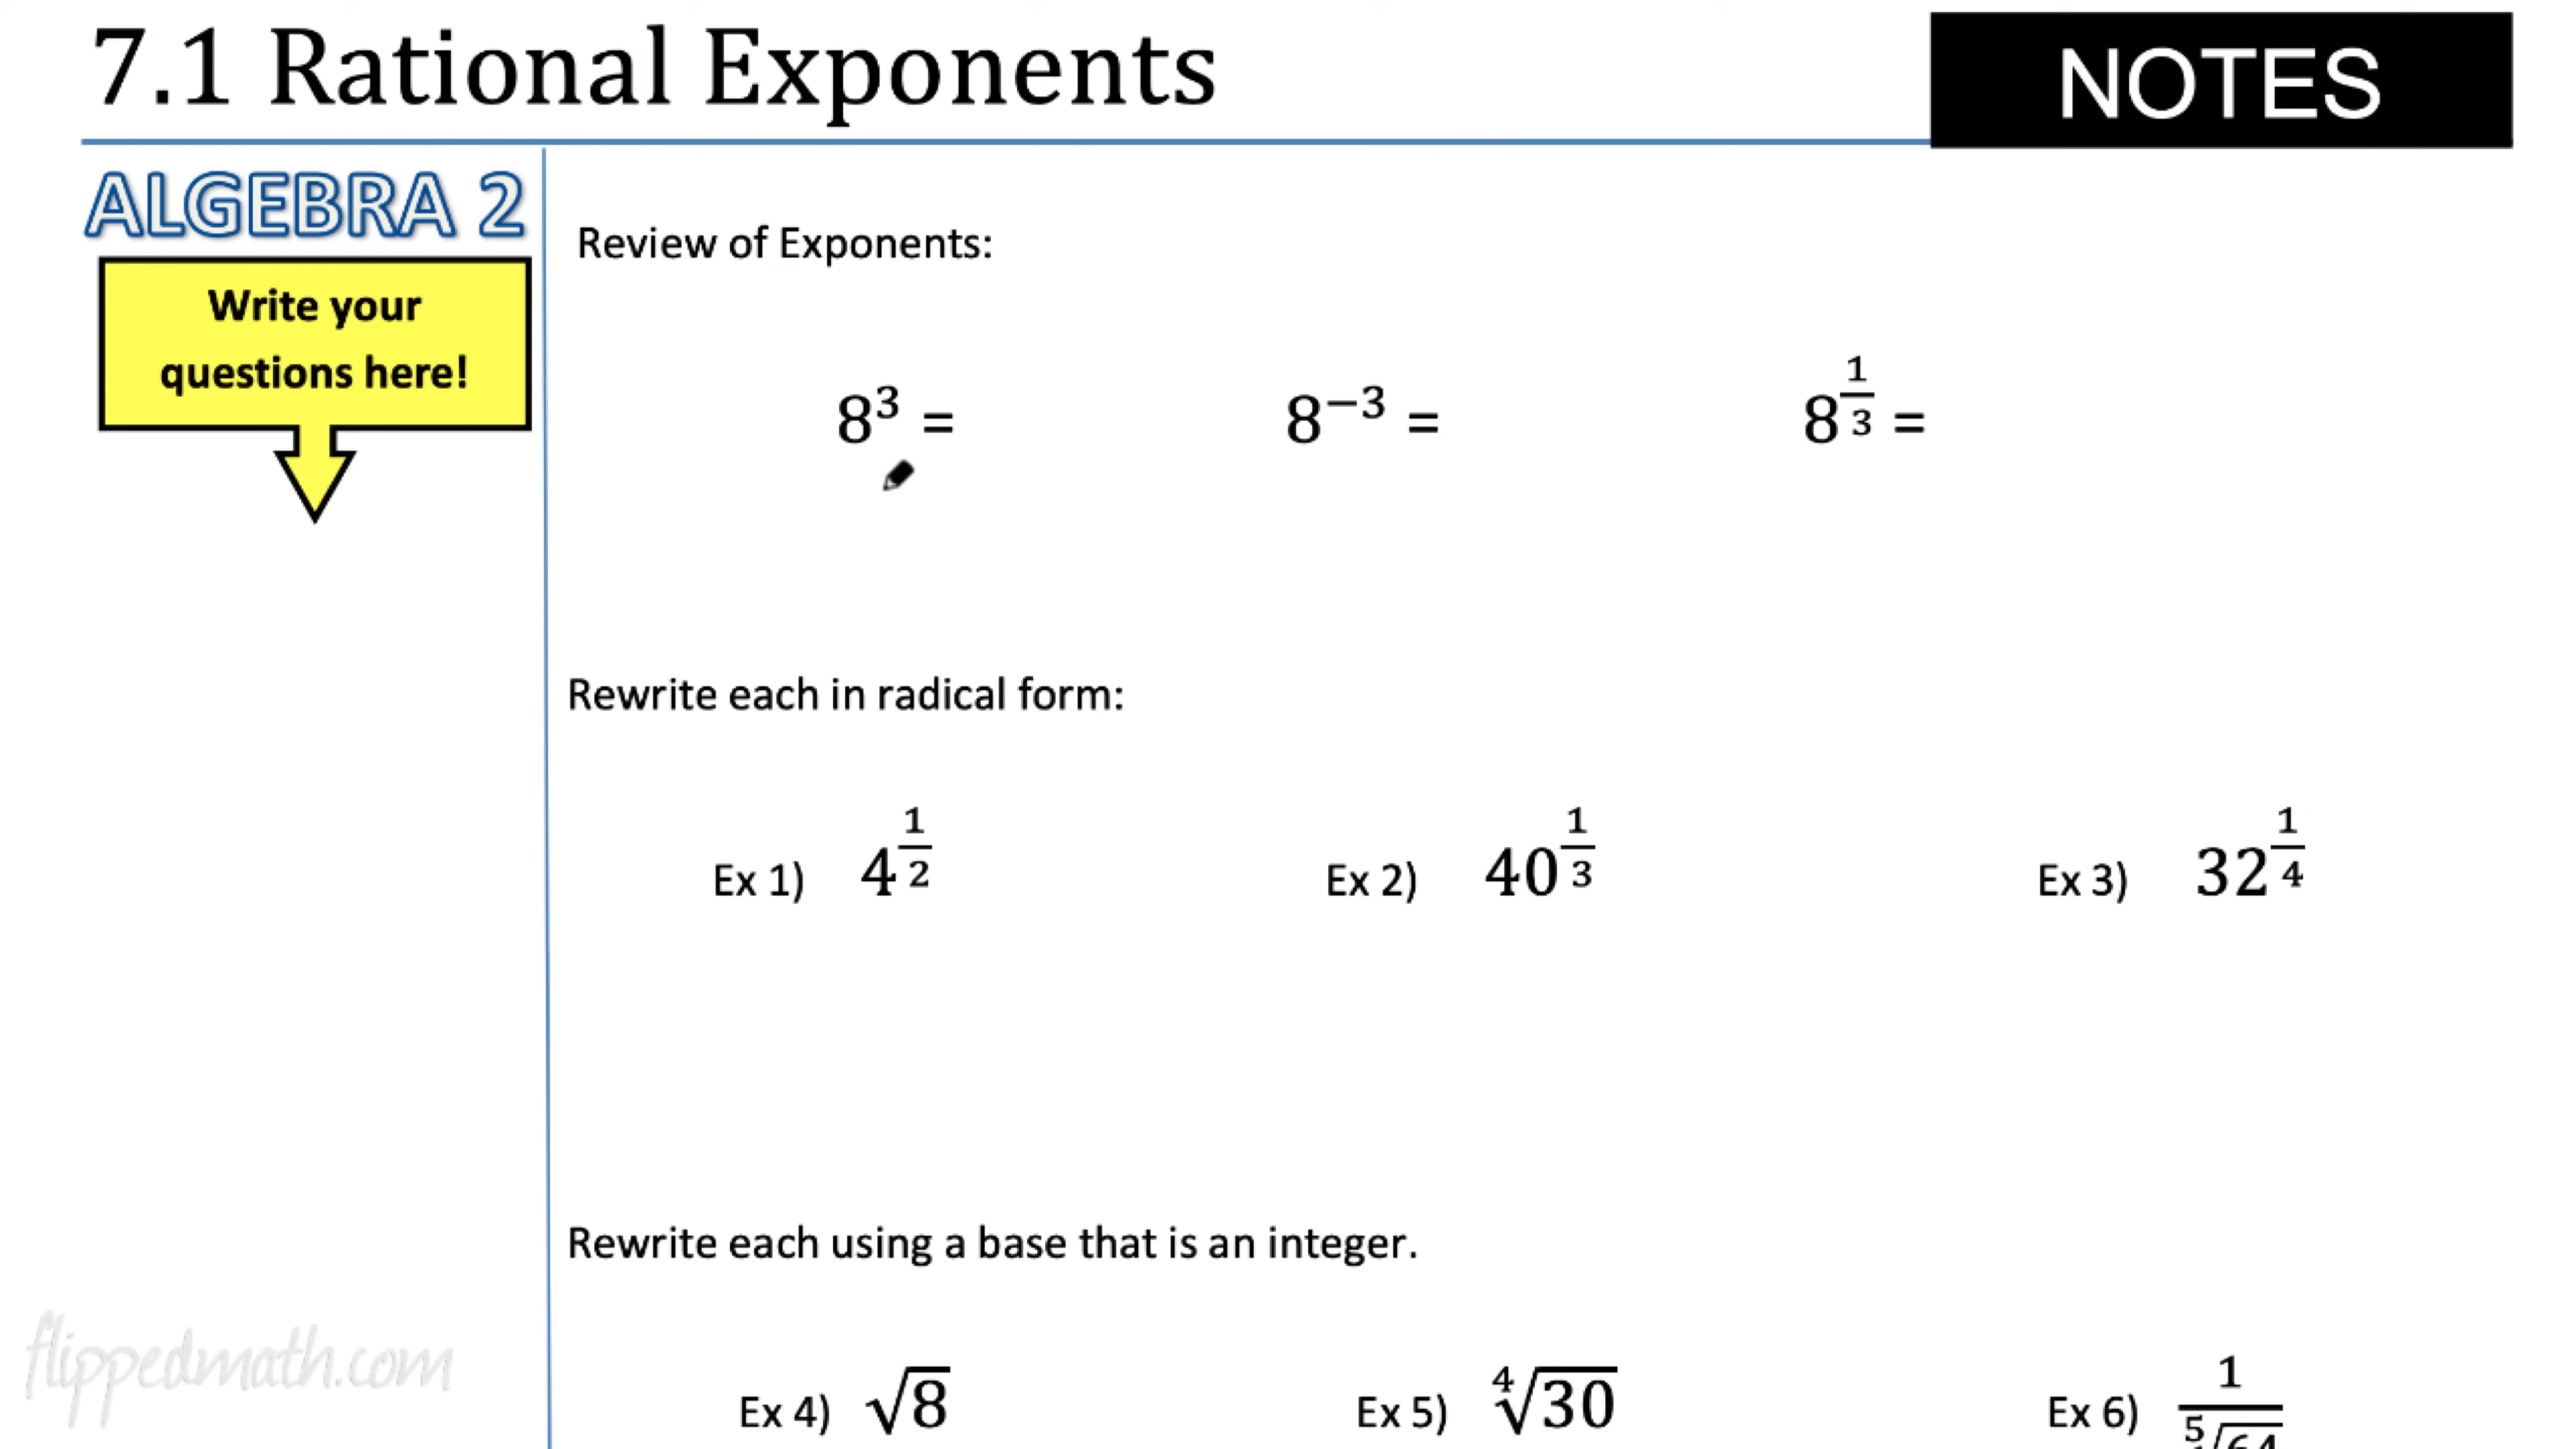 7.1 Rational Exponents
NOTES
ALGEBRA 2
Write your
questions here!
Review of Exponents:
8³ =
8⁻³ =
8^(1/3) =
Rewrite each in radical form:
Ex 1) 4^(1/2)
Ex 2) 40^(1/3)
Ex 3) 32^(1/4)
Rewrite each using a base that is an integer.
Ex 4) √8
Ex 5) ⁴√30
Ex 6) 1/⁵√64
flippedmath.com